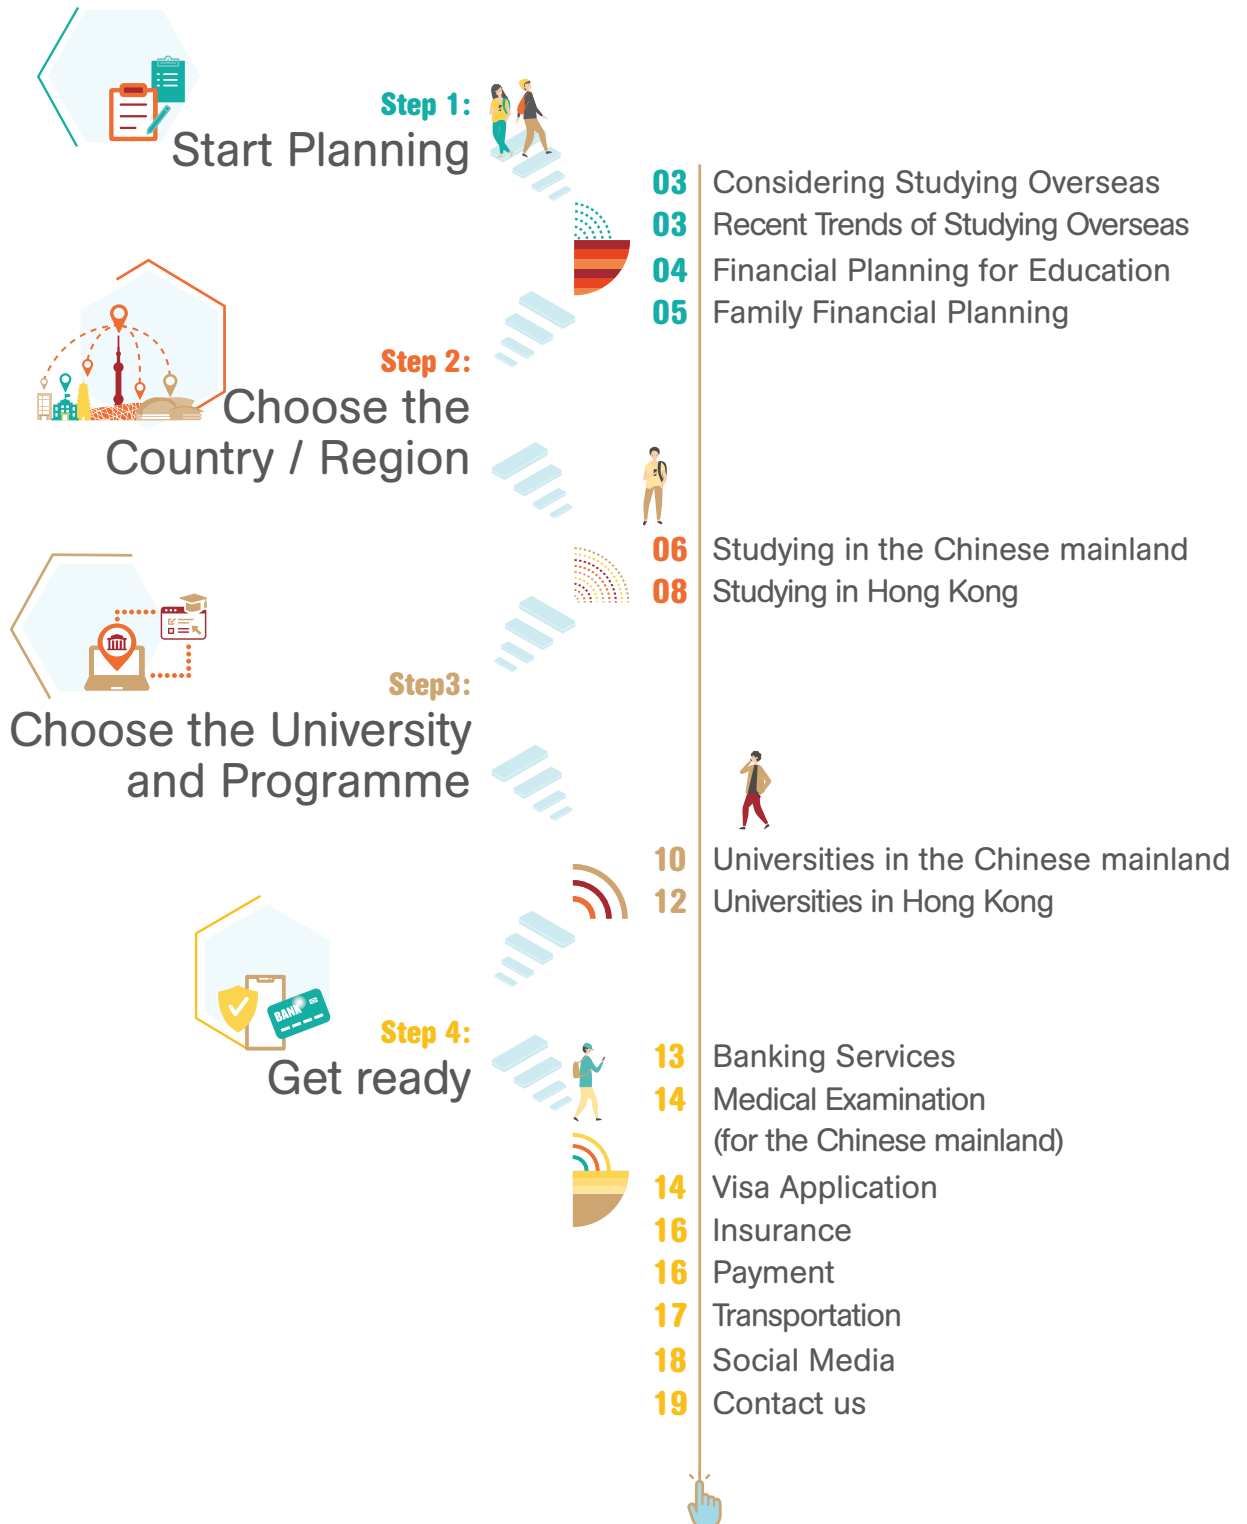 Step 1:
Start Planning
03 Considering Studying Overseas
03 Recent Trends of Studying Overseas
04 Financial Planning for Education
05 Family Financial Planning
Step 2:
Choose the
Country / Region
06 Studying in the Chinese mainland
08 Studying in Hong Kong
Step3:
Choose the University
and Programme
10 Universities in the Chinese mainland
12 Universities in Hong Kong
BANK
Step 4:
Get ready
13 Banking Services
14 Medical Examination
(for the Chinese mainland)
14 Visa Application
16 Insurance
16 Payment
17 Transportation
18 Social Media
19 Contact us